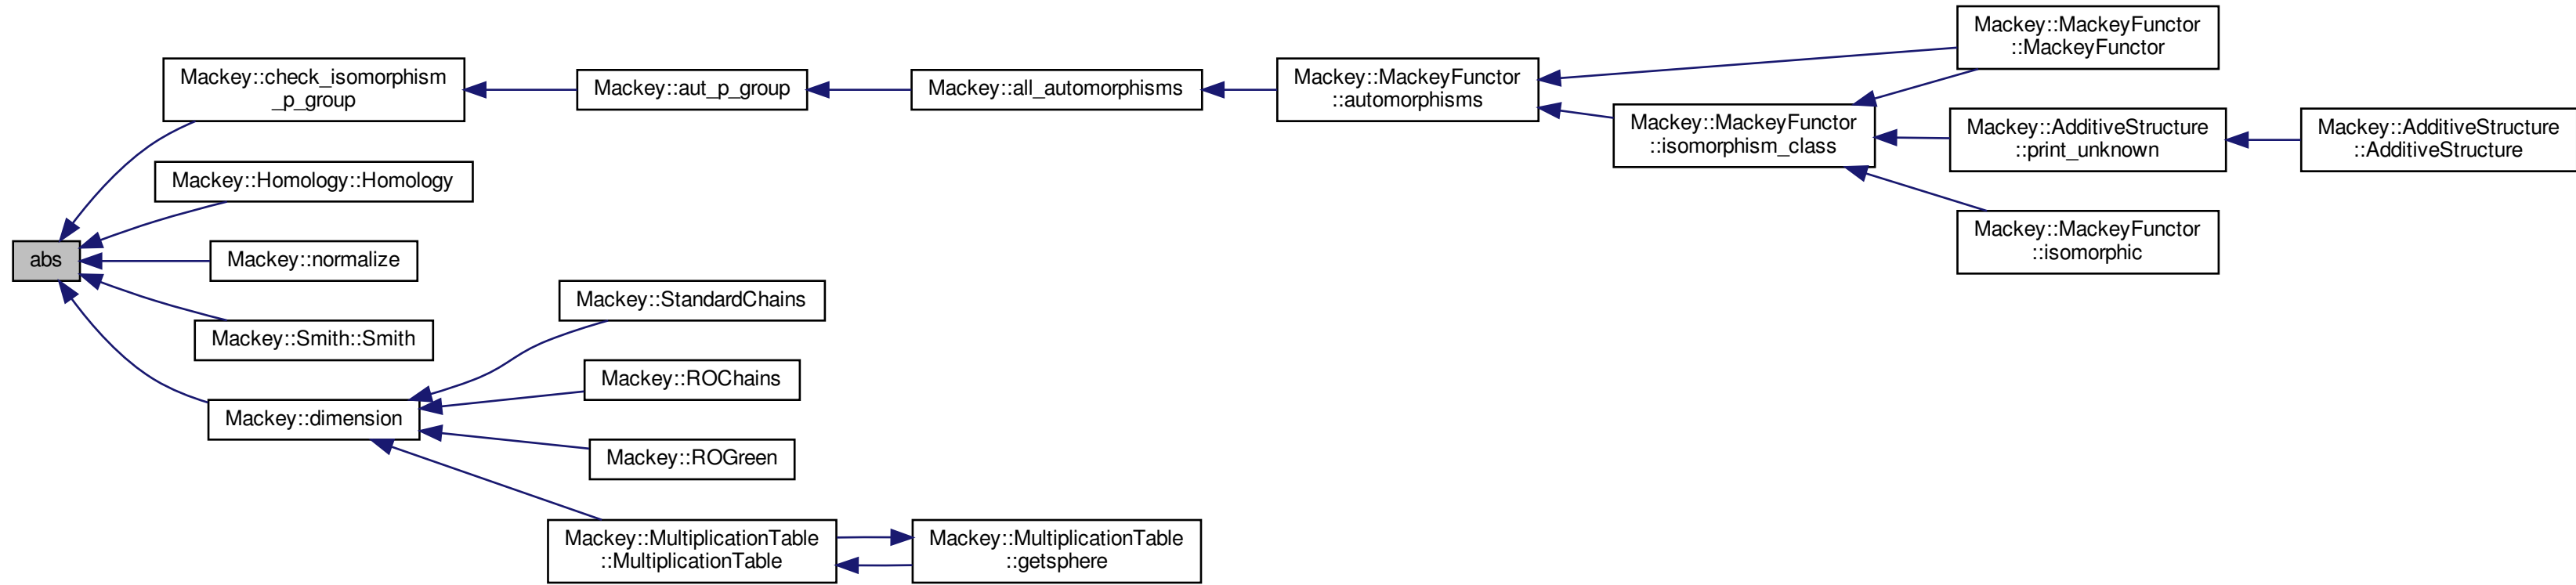 abs
Mackey::check_isomorphism
_p_group
Mackey::aut_p_group
Mackey::all_automorphisms
Mackey::MackeyFunctor
::automorphisms
Mackey::MackeyFunctor
::MackeyFunctor
Mackey::MackeyFunctor
::isomorphism_class
Mackey::AdditiveStructure
::print_unknown
Mackey::AdditiveStructure
::AdditiveStructure
Mackey::MackeyFunctor
::isomorphic
Mackey::Homology::Homology
Mackey::normalize
Mackey::Smith::Smith
Mackey::dimension
Mackey::StandardChains
Mackey::ROChains
Mackey::ROGreen
Mackey::MultiplicationTable
::MultiplicationTable
Mackey::MultiplicationTable
::getsphere